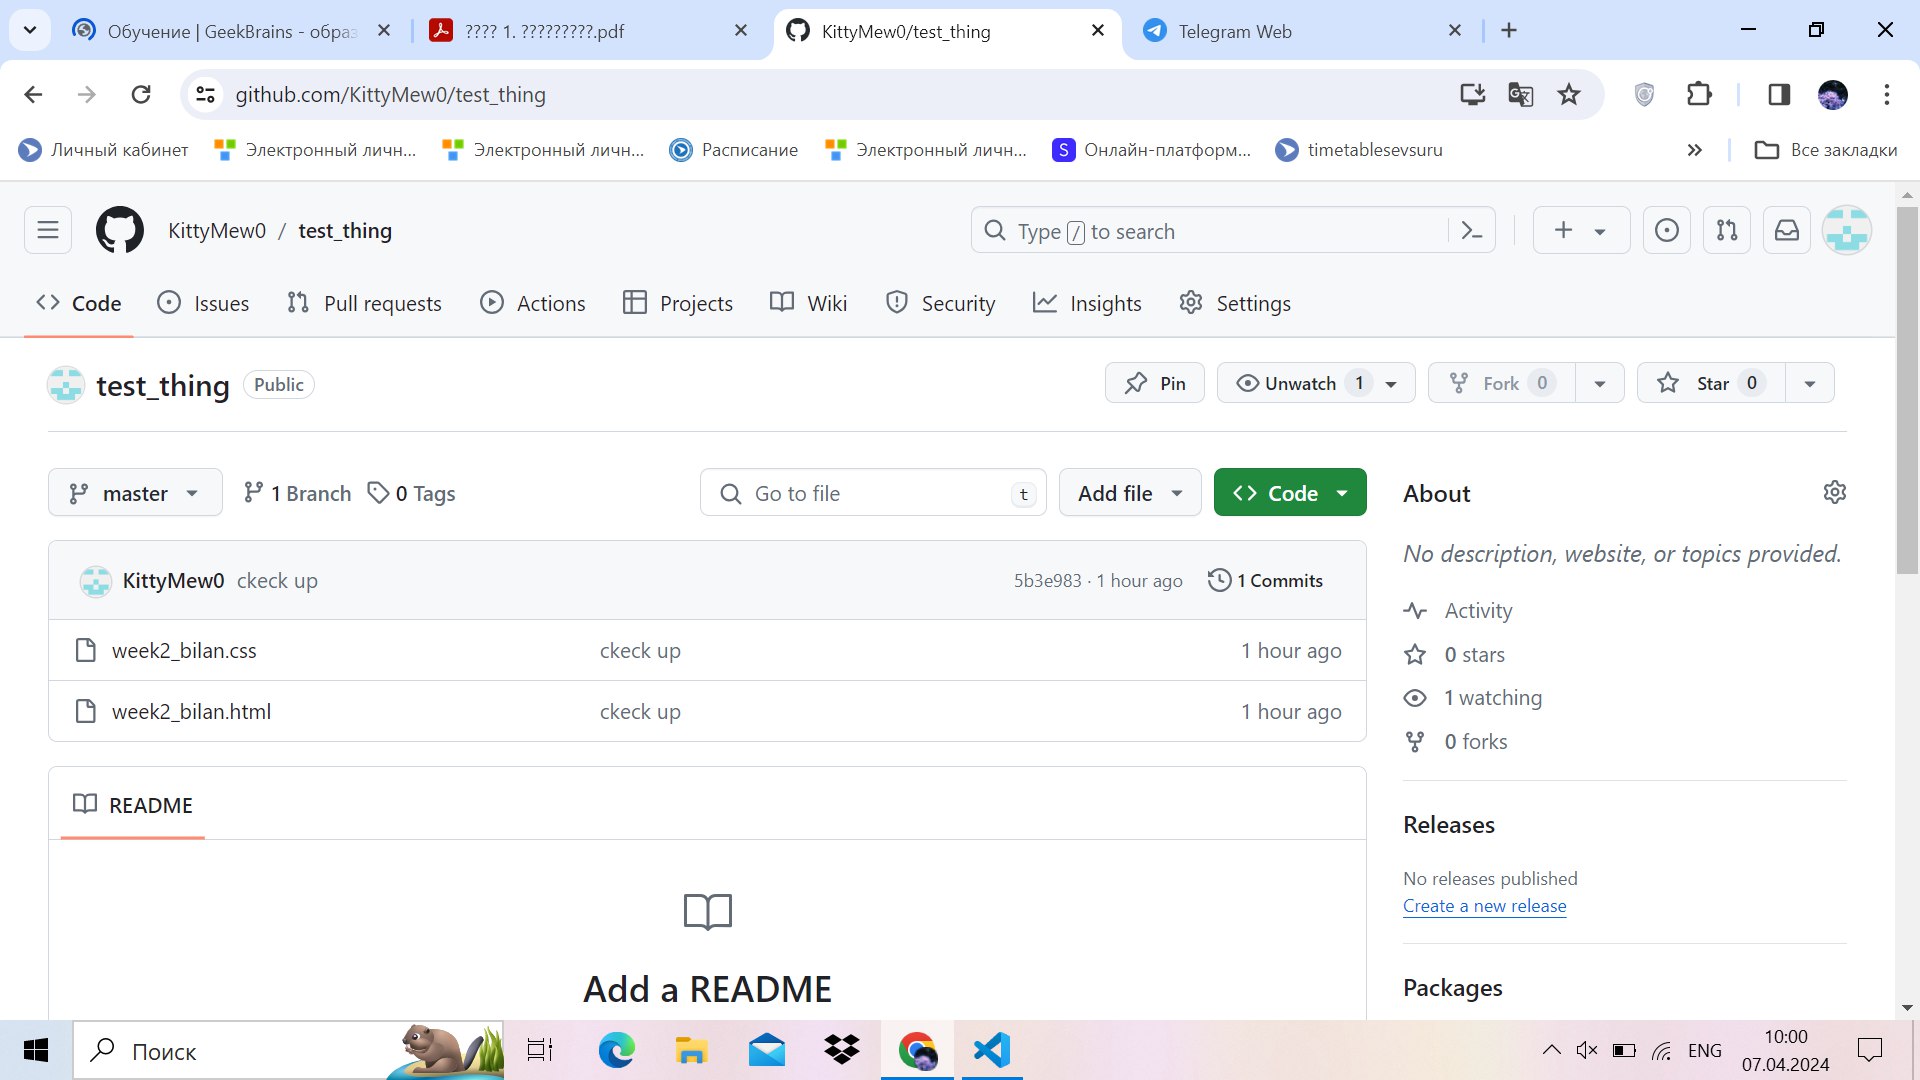 Обучение | GeekBrains - образ
???? 1. ?????????.pdf
KittyMew0/test_thing
Telegram Web
github.com/KittyMew0/test_thing
Личный кабинет
Электронный личн...
Электронный личн...
Расписание
Электронный личн...
S Онлайн-платформ...
timetablesevsuru
Все закладки
KittyMew0 / test_thing
Type / to search
Code
Issues
Pull requests
Actions
Projects
Wiki
Security
Insights
Settings
test_thing
Public
Pin
Unwatch 1
Fork 0
Star 0
master
1 Branch
0 Tags
Go to file
t
Add file
Code
KittyMew0 ckeck up
5b3e983 · 1 hour ago
1 Commits
week2_bilan.css ckeck up 1 hour ago
week2_bilan.html ckeck up 1 hour ago
README
Add a README
About
No description, website, or topics provided.
Activity
0 stars
1 watching
0 forks
Releases
No releases published
Create a new release
Packages
Поиск
ENG
10:00
07.04.2024